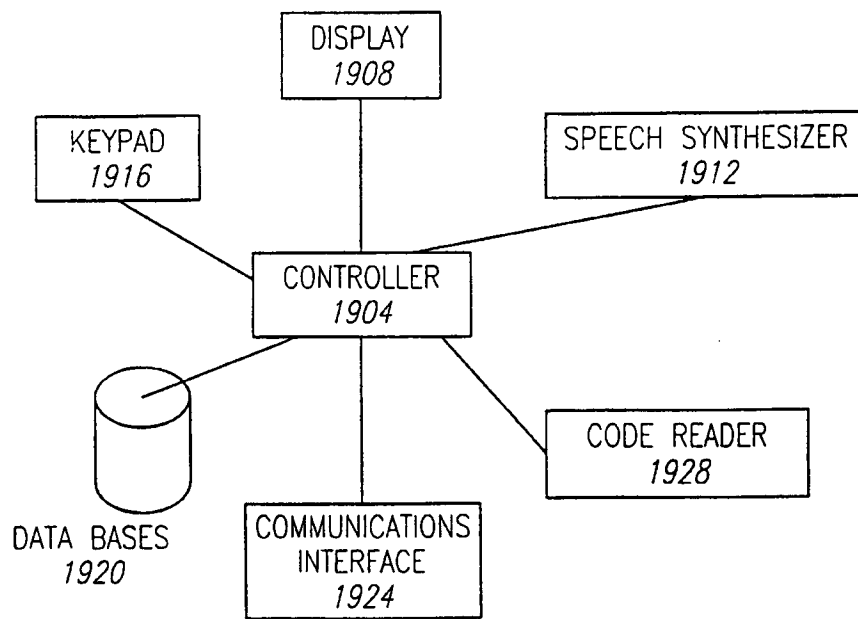 DISPLAY
1908
KEYPAD
1916
SPEECH SYNTHESIZER
1912
CONTROLLER
1904
CODE READER
1928
DATA BASES
1920
COMMUNICATIONS
INTERFACE
1924